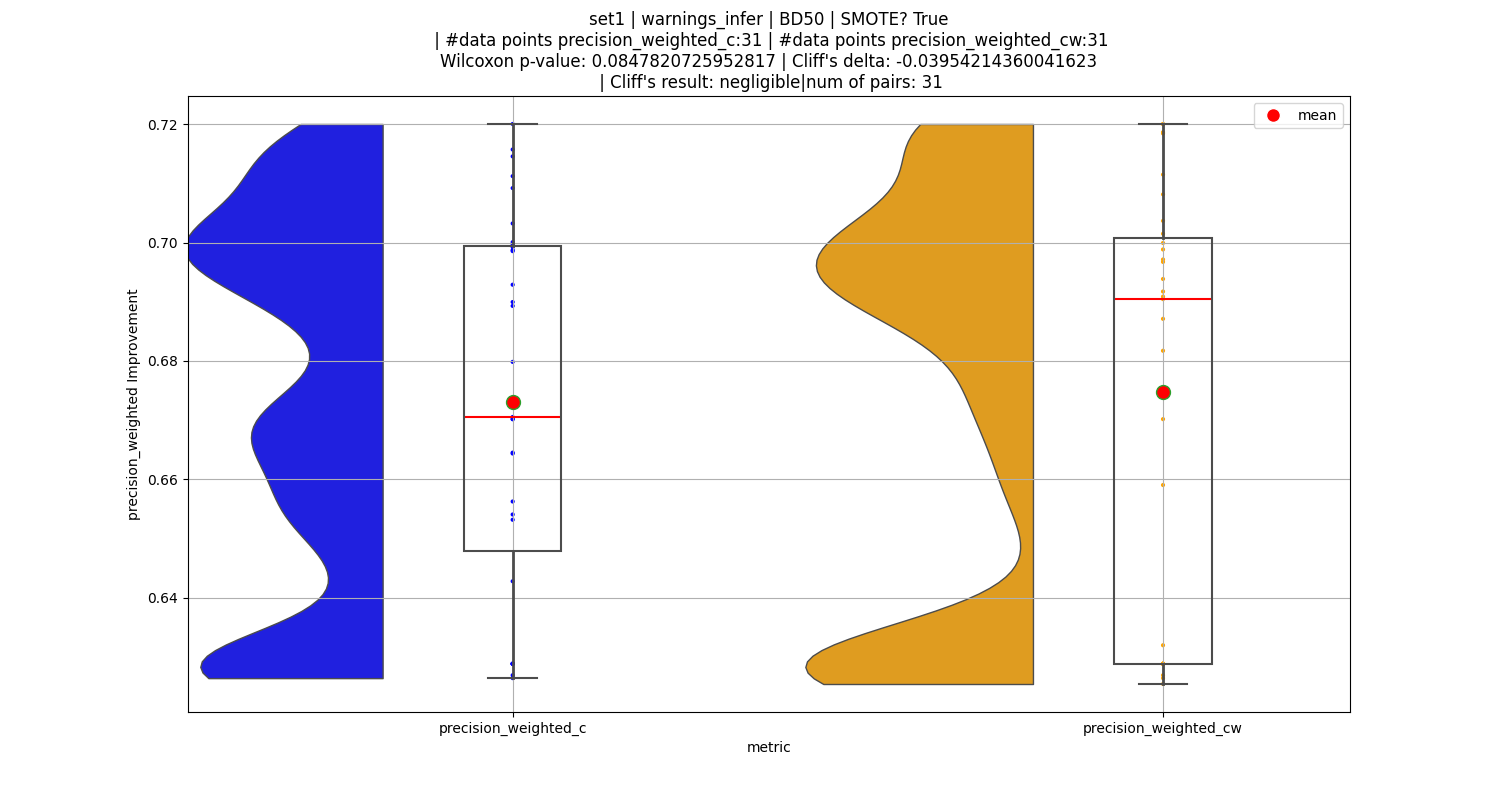 set1 | warnings_infer | BD50 | SMOTE? True
| #data points precision_weighted_c:31 | #data points precision_weighted_cw:31
Wilcoxon p-value: 0.0847820725952817 | Cliff's delta: -0.03954214360041623
| Cliff's result: negligible|num of pairs: 31
mean
0.72
0.70
0.68
0.66
0.64
precision_weighted Improvement
precision_weighted_c
precision_weighted_cw
metric